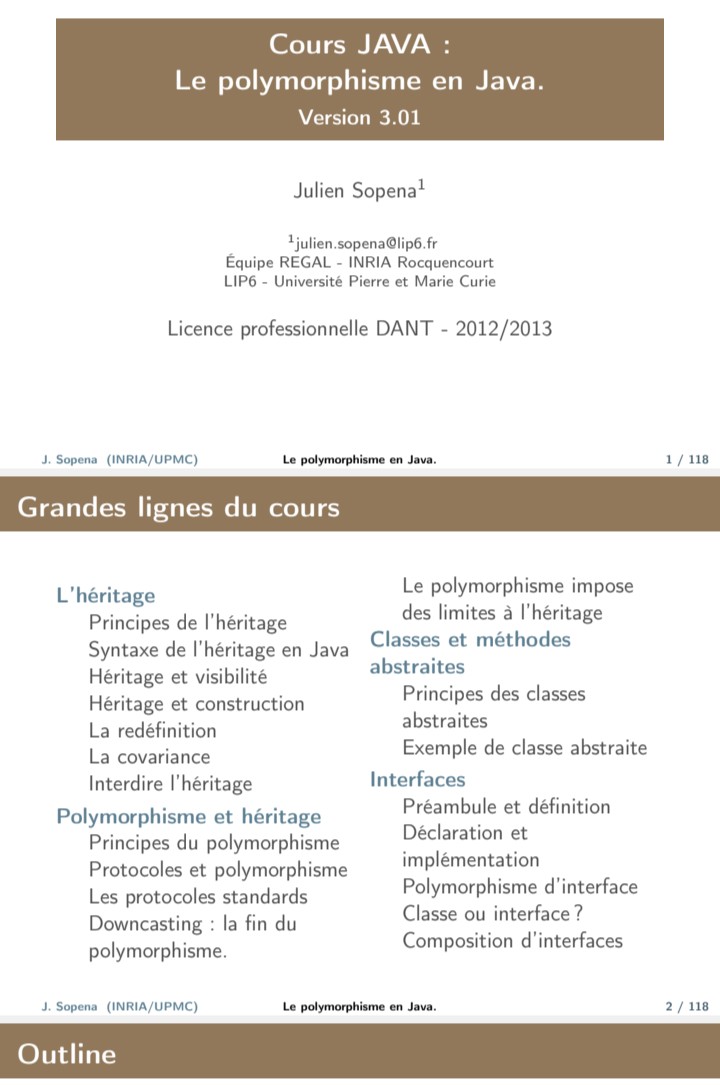 Cours JAVA :
Le polymorphisme en Java.
Version 3.01
Julien Sopena¹
¹julien.sopena@lip6.fr
Équipe REGAL - INRIA Rocquencourt
LIP6 - Université Pierre et Marie Curie
Licence professionnelle DANT - 2012/2013
J. Sopena (INRIA/UPMC) Le polymorphisme en Java. 1 / 118
Grandes lignes du cours
L'héritage
Principes de l'héritage
Syntaxe de l'héritage en Java
Héritage et visibilité
Héritage et construction
La redéfinition
La covariance
Interdire l'héritage
Polymorphisme et héritage
Principes du polymorphisme
Protocoles et polymorphisme
Les protocoles standards
Downcasting : la fin du
polymorphisme.
Le polymorphisme impose
des limites à l'héritage
Classes et méthodes
abstraites
Principes des classes
abstraites
Exemple de classe abstraite
Interfaces
Préambule et définition
Déclaration et
implémentation
Polymorphisme d'interface
Classe ou interface ?
Composition d'interfaces
J. Sopena (INRIA/UPMC) Le polymorphisme en Java. 2 / 118
Outline